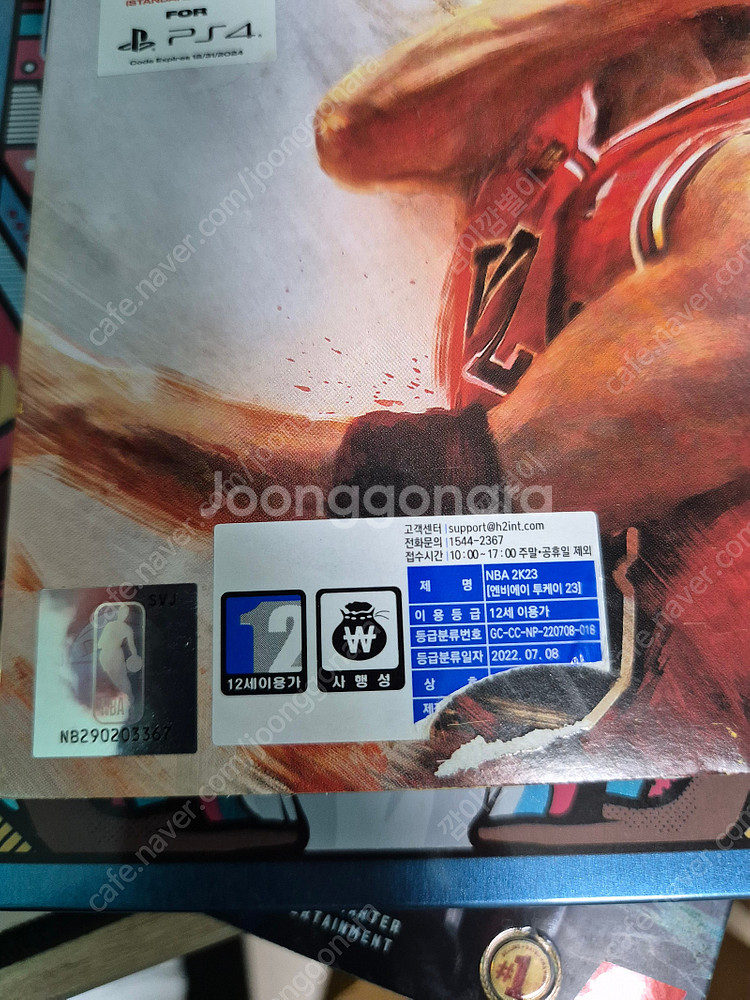 FOR
PS4
Code Expires 12/31/2024
Joonggonara
고객센터 support@h2int.com
전화문의 1544-2367
접수시간 10:00~17:00 주말·공휴일 제외
제 명 NBA 2K23
[엔비에이 투케이 23]
이용등급 12세 이용가
등급분류번호 GC-CC-NP-220708-018
등급분류일자 2022. 07. 08
상
12
12세이용가
₩
사행성
SVJ
NBA
NB290203367
ENTERTAINMENT
#1
cafe.naver.com/joonggonara